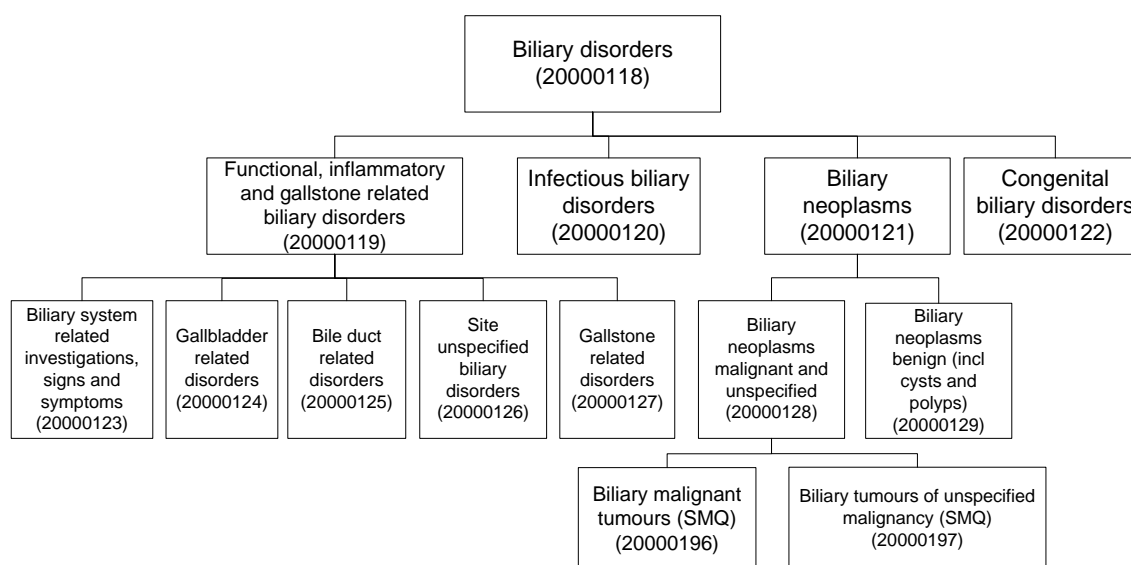 Biliary disorders
(20000118)
Functional, inflammatory
and gallstone related
biliary disorders
(20000119)
Infectious biliary
disorders
(20000120)
Biliary
neoplasms
(20000121)
Congenital
biliary disorders
(20000122)
Biliary system
related
investigations,
signs and
symptoms
(20000123)
Gallbladder
related
disorders
(20000124)
Bile duct
related
disorders
(20000125)
Site
unspecified
biliary
disorders
(20000126)
Gallstone
related
disorders
(20000127)
Biliary
neoplasms
malignant and
unspecified
(20000128)
Biliary
neoplasms
benign (incl
cysts and
polyps)
(20000129)
Biliary malignant
tumours (SMQ)
(20000196)
Biliary tumours of unspecified
malignancy (SMQ)
(20000197)